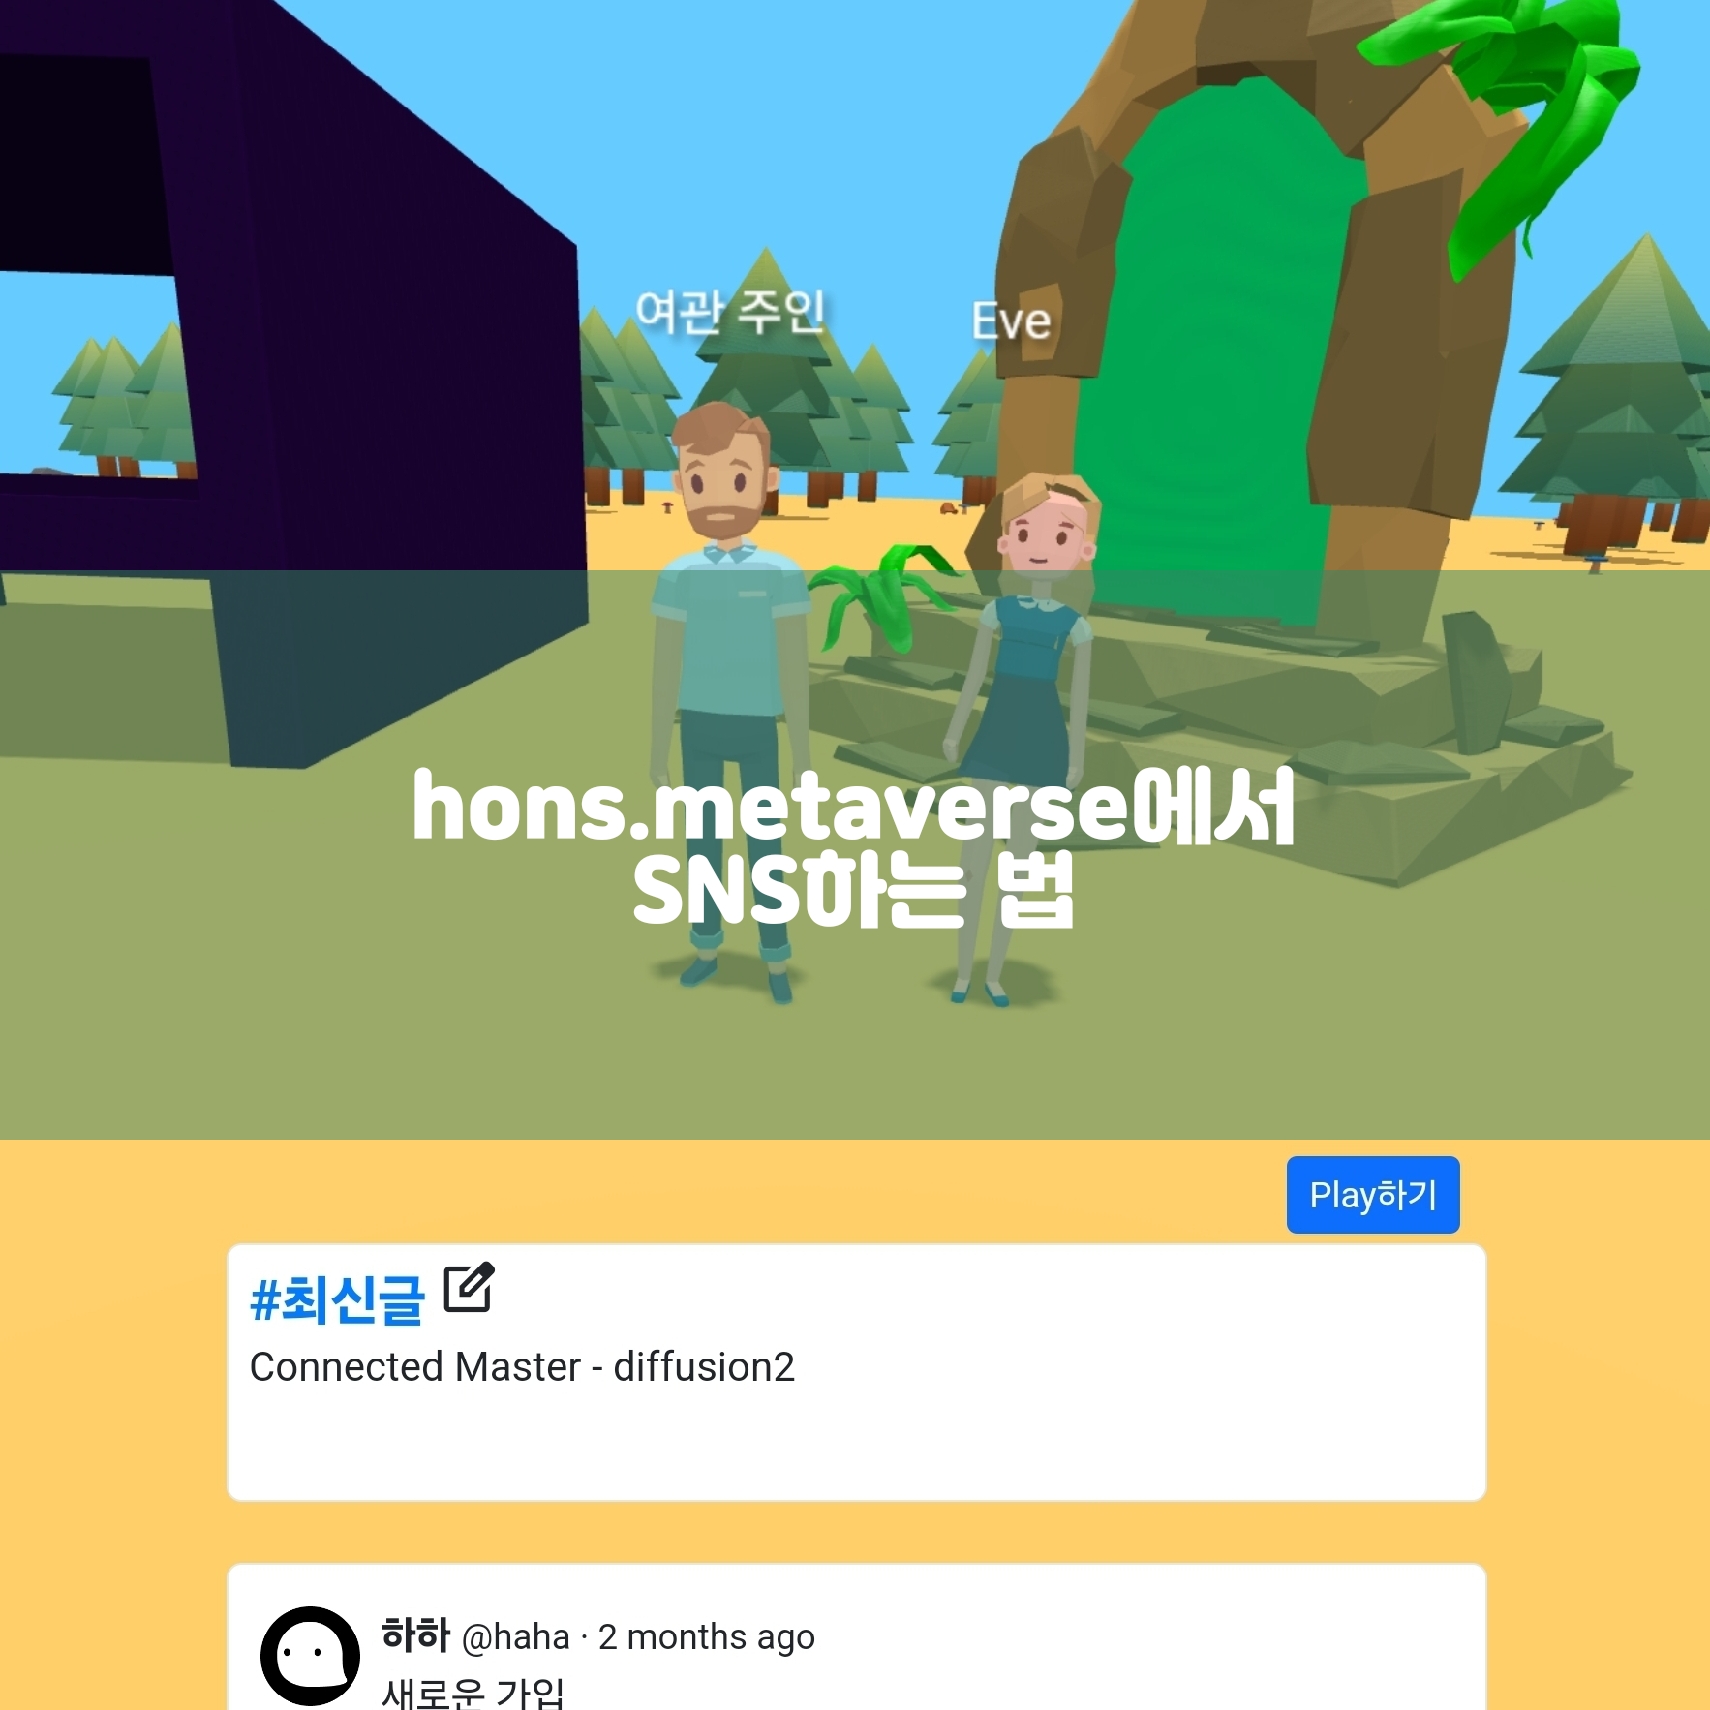 여관 주인
Eve
hons.metaverse에서
SNS하는 법
Play하기
#최신글
Connected Master - diffusion2
하하 @haha · 2 months ago
새로운 가입